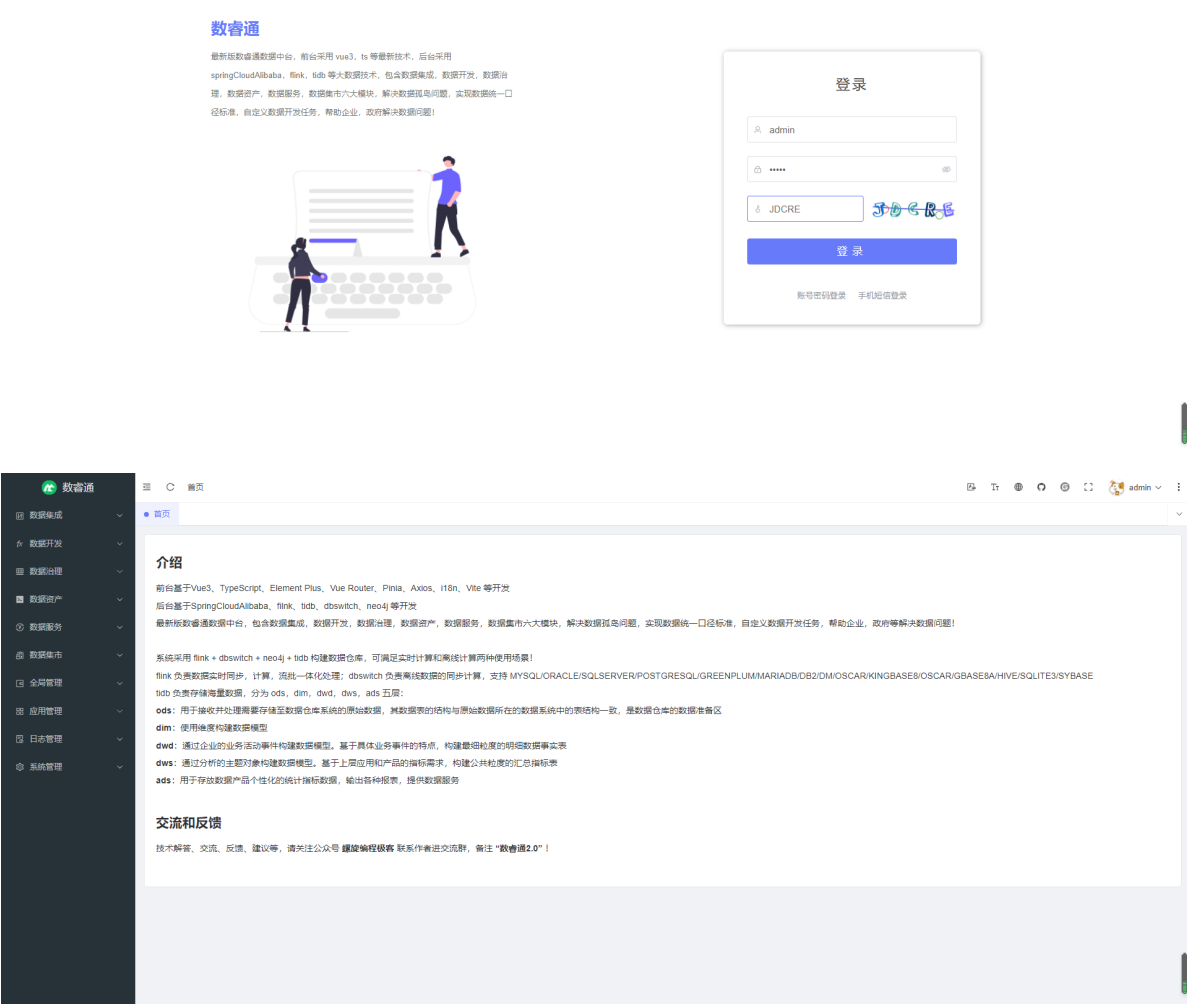 数睿通
最新版数睿通数据中台，前台采用 vue3，ts 等最新技术，后台采用
springCloudAlibaba，flink，tidb 等大数据技术，包含数据集成，数据开发，数据治
理，数据资产，数据服务，数据集市六大模块，解决数据孤岛问题，实现数据统一口
径标准，自定义数据开发任务，帮助企业，政府解决数据问题！
登录
admin
•••••
JDCRE
JDCRE
登 录
账号密码登录 手机短信登录
数睿通
首页
Tт
admin
数据集成
首页
数据开发
数据治理
数据资产
数据服务
数据集市
全局管理
应用管理
日志管理
系统管理
介绍
前台基于Vue3、TypeScript、Element Plus、Vue Router、Pinia、Axios、i18n、Vite 等开发
后台基于SpringCloudAlibaba、filnk、tidb、dbswitch、neo4j 等开发
最新版数睿通数据中台，包含数据集成，数据开发，数据治理，数据资产，数据服务，数据集市六大模块，解决数据孤岛问题，实现数据统一口径标准，自定义数据开发任务，帮助企业，政府等解决数据问题！
系统采用 flink + dbswitch + neo4j + tidb 构建数据仓库，可满足实时计算和离线计算两种使用场景！
flink 负责数据实时同步，计算，流批一体化处理；dbswitch 负责离线数据的同步计算，支持 MYSQL/ORACLE/SQLSERVER/POSTGRESQL/GREENPLUM/MARIADB/DB2/DM/OSCAR/KINGBASE8/OSCAR/GBASE8A/HIVE/SQLITE3/SYBASE
tidb 负责存储海量数据，分为 ods，dim，dwd，dws，ads 五层：
ods：用于接收并处理需要存储至数据仓库系统的原始数据，其数据表的结构与原始数据所在的数据系统中的表结构一致，是数据仓库的数据准备区
dim：使用维度构建数据模型
dwd：通过企业的业务活动事件构建数据模型。基于具体业务事件的特点，构建最细粒度的明细数据事实表
dws：通过分析的主题对象构建数据模型。基于上层应用和产品的指标需求，构建公共粒度的汇总指标表
ads：用于存放数据产品个性化的统计指标数据，输出各种报表，提供数据服务
交流和反馈
技术解答、交流、反馈、建议等，请关注公众号 螺旋编程极客 联系作者进交流群，备注 “数睿通2.0”！